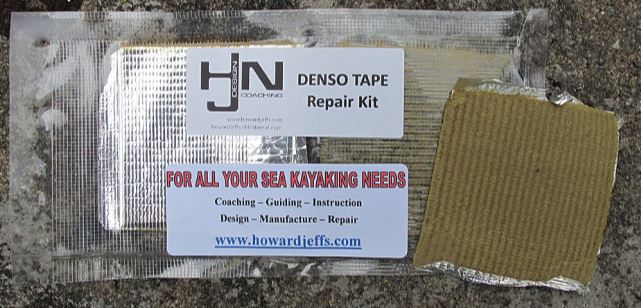 HJN
DESIGN
COACHING
DENSO TAPE
Repair Kit
www.howardjeffs.com
FOR ALL YOUR SEA KAYAKING NEEDS
Coaching – Guiding – Instruction
Design – Manufacture – Repair
www.howardjeffs.com